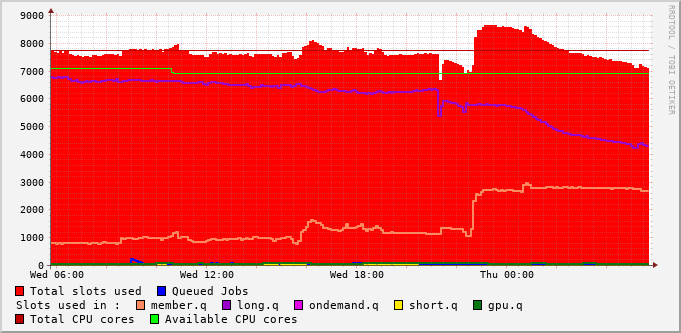 9000
8000
7000
6000
5000
4000
3000
2000
1000
0
Wed 06:00 Wed 12:00 Wed 18:00 Thu 00:00
RRDTOOL / TOBI OETIKER
Total slots used Queued Jobs
Slots used in : member.q long.q ondemand.q short.q gpu.q
Total CPU cores Available CPU cores